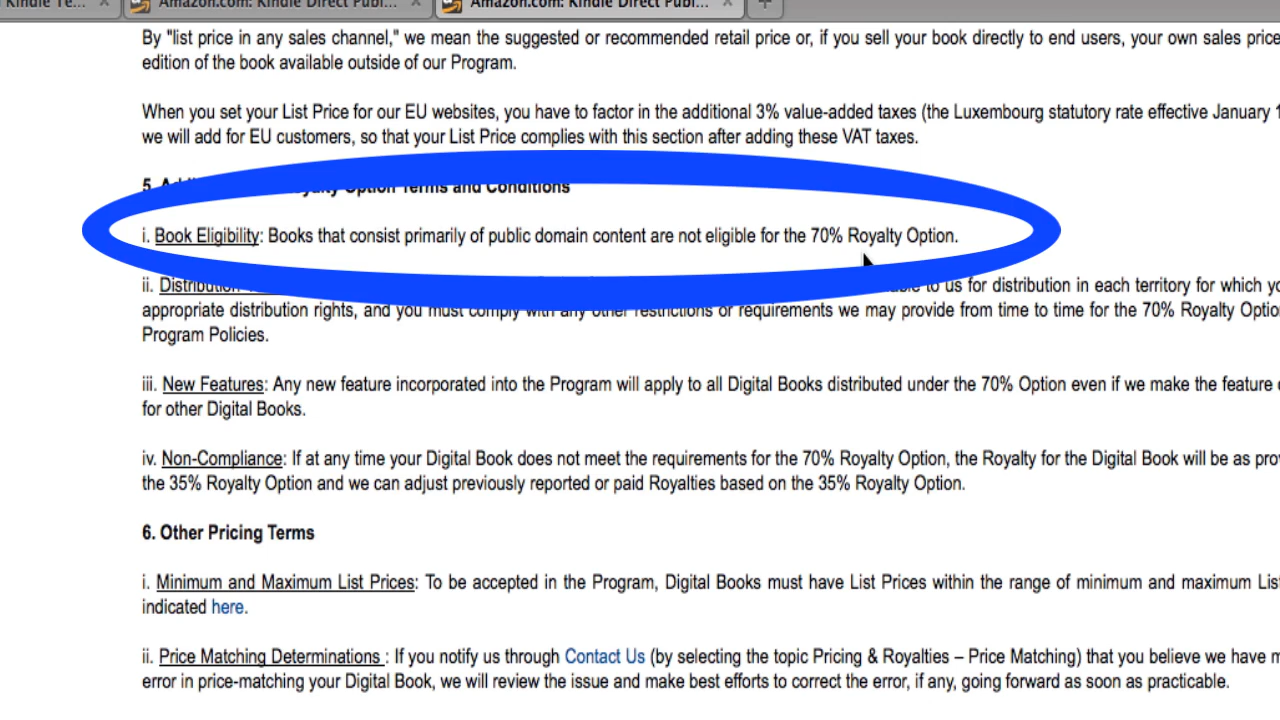 Kindle Te...
Amazon.com: Kindle Direct Publ...
Amazon.com: Kindle Direct Publ...
By "list price in any sales channel," we mean the suggested or recommended retail price or, if you sell your book directly to end users, your own sales price
edition of the book available outside of our Program.
When you set your List Price for our EU websites, you have to factor in the additional 3% value-added taxes (the Luxembourg statutory rate effective January 1
we will add for EU customers, so that your List Price complies with this section after adding these VAT taxes.
5. Option Terms and Conditions
i. Book Eligibility: Books that consist primarily of public domain content are not eligible for the 70% Royalty Option.
ii. Distribution to us for distribution in each territory for which
appropriate distribution rights, and you must comply with any other restrictions or requirements we may provide from time to time for the 70% Royalty
Program Policies.
iii. New Features: Any new feature incorporated into the Program will apply to all Digital Books distributed under the 70% Option even if we make the feature
for other Digital Books.
iv. Non-Compliance: If at any time your Digital Book does not meet the requirements for the 70% Royalty Option, the Royalty for the Digital Book will be as
the 35% Royalty Option and we can adjust previously reported or paid Royalties based on the 35% Royalty Option.
6. Other Pricing Terms
i. Minimum and Maximum List Prices: To be accepted in the Program, Digital Books must have List Prices within the range of minimum and maximum
indicated here.
ii. Price Matching Determinations : If you notify us through Contact Us (by selecting the topic Pricing & Royalties – Price Matching) that you believe we have
error in price-matching your Digital Book, we will review the issue and make best efforts to correct the error, if any, going forward as soon as practicable.